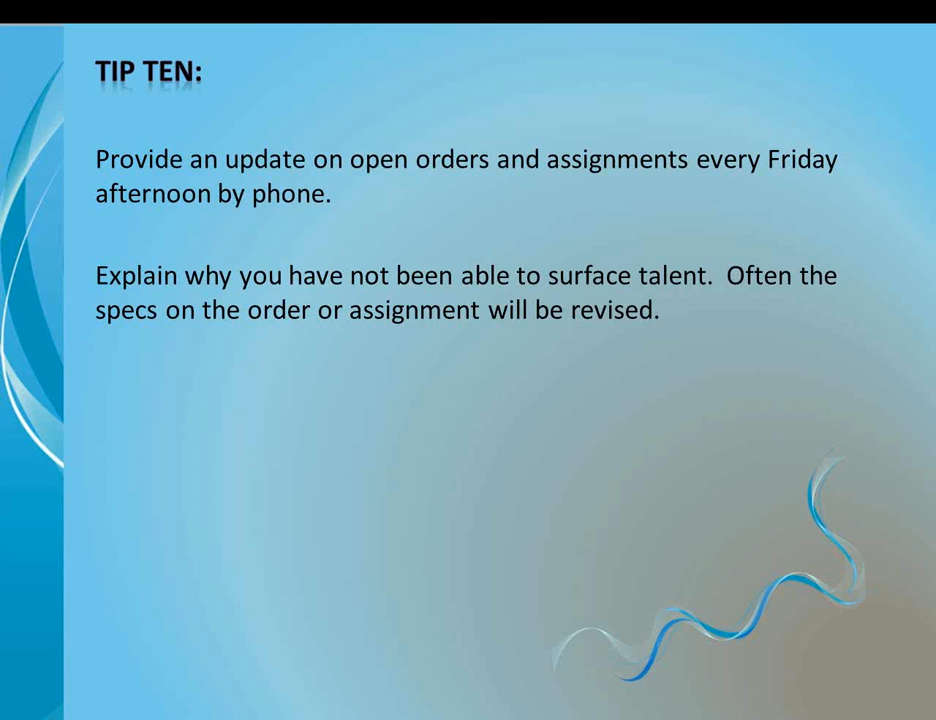 TIP TEN:
Provide an update on open orders and assignments every Friday
afternoon by phone.
Explain why you have not been able to surface talent.  Often the
specs on the order or assignment will be revised.